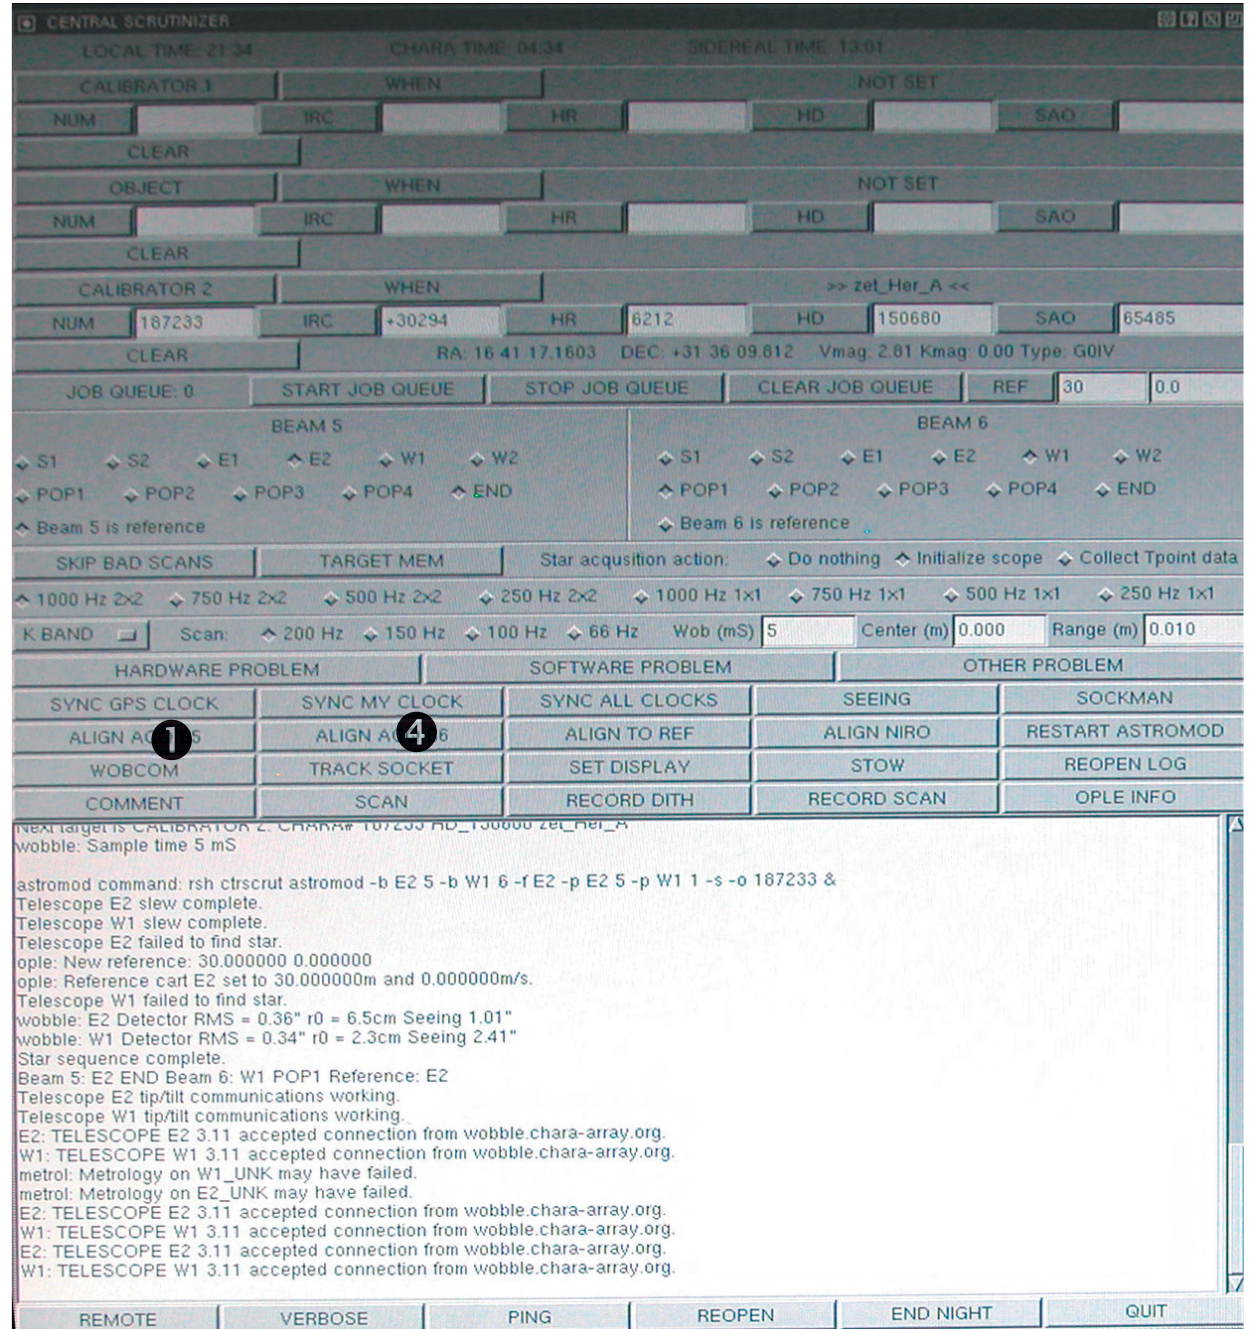 CENTRAL SCRUTINIZER
LOCAL TIME: 21:34 CHARA TIME: 04:34 SIDEREAL TIME: 13:01
CALIBRATOR 1 WHEN NOT SET
NUM IRC HR HD SAO
CLEAR
OBJECT WHEN NOT SET
NUM IRC HR HD SAO
CLEAR
CALIBRATOR 2 WHEN >> zet_Her_A <<
NUM 187233 IRC +30294 HR 6212 HD 150680 SAO 65485
CLEAR RA: 16 41 17.1603 DEC: +31 36 09.812 Vmag: 2.81 Kmag: 0.00 Type: G0IV
JOB QUEUE: 0 START JOB QUEUE STOP JOB QUEUE CLEAR JOB QUEUE REF 30 0.0
BEAM 5 BEAM 6
S1 S2 E1 E2 W1 W2 S1 S2 E1 E2 W1 W2
POP1 POP2 POP3 POP4 END POP1 POP2 POP3 POP4 END
Beam 5 is reference Beam 6 is reference
SKIP BAD SCANS TARGET MEM Star acqusition action: Do nothing Initialize scope Collect Tpoint data
1000 Hz 2x2 750 Hz 2x2 500 Hz 2x2 250 Hz 2x2 1000 Hz 1x1 750 Hz 1x1 500 Hz 1x1 250 Hz 1x1
K BAND Scan: 200 Hz 150 Hz 100 Hz 66 Hz Wob (mS) 5 Center (m) 0.000 Range (m) 0.010
HARDWARE PROBLEM SOFTWARE PROBLEM OTHER PROBLEM
SYNC GPS CLOCK SYNC MY CLOCK SYNC ALL CLOCKS SEEING SOCKMAN
ALIGN 1 5 ALIGN 4 6 ALIGN TO REF ALIGN NIRO RESTART ASTROMOD
WOBCOM TRACK SOCKET SET DISPLAY STOW REOPEN LOG
COMMENT SCAN RECORD DITH RECORD SCAN OPLE INFO
Next target is CALIBRATOR 2: CHARA# 187233 HD_150680 zet_Her_A
wobble: Sample time 5 mS
astromod command: rsh ctrscrut astromod -b E2 5 -b W1 6 -f E2 -p E2 5 -p W1 1 -s -o 187233 &
Telescope E2 slew complete.
Telescope W1 slew complete.
Telescope E2 failed to find star.
ople: New reference: 30.000000 0.000000
ople: Reference cart E2 set to 30.000000m and 0.000000m/s.
Telescope W1 failed to find star.
wobble: E2 Detector RMS = 0.36" r0 = 6.5cm Seeing 1.01"
wobble: W1 Detector RMS = 0.34" r0 = 2.3cm Seeing 2.41"
Star sequence complete.
Beam 5: E2 END Beam 6: W1 POP1 Reference: E2
Telescope E2 tip/tilt communications working.
Telescope W1 tip/tilt communications working.
E2: TELESCOPE E2 3.11 accepted connection from wobble.chara-array.org.
W1: TELESCOPE W1 3.11 accepted connection from wobble.chara-array.org.
metrol: Metrology on W1_UNK may have failed.
metrol: Metrology on E2_UNK may have failed.
E2: TELESCOPE E2 3.11 accepted connection from wobble.chara-array.org.
W1: TELESCOPE W1 3.11 accepted connection from wobble.chara-array.org.
E2: TELESCOPE E2 3.11 accepted connection from wobble.chara-array.org.
W1: TELESCOPE W1 3.11 accepted connection from wobble.chara-array.org.
REMOTE VERBOSE PING REOPEN END NIGHT QUIT